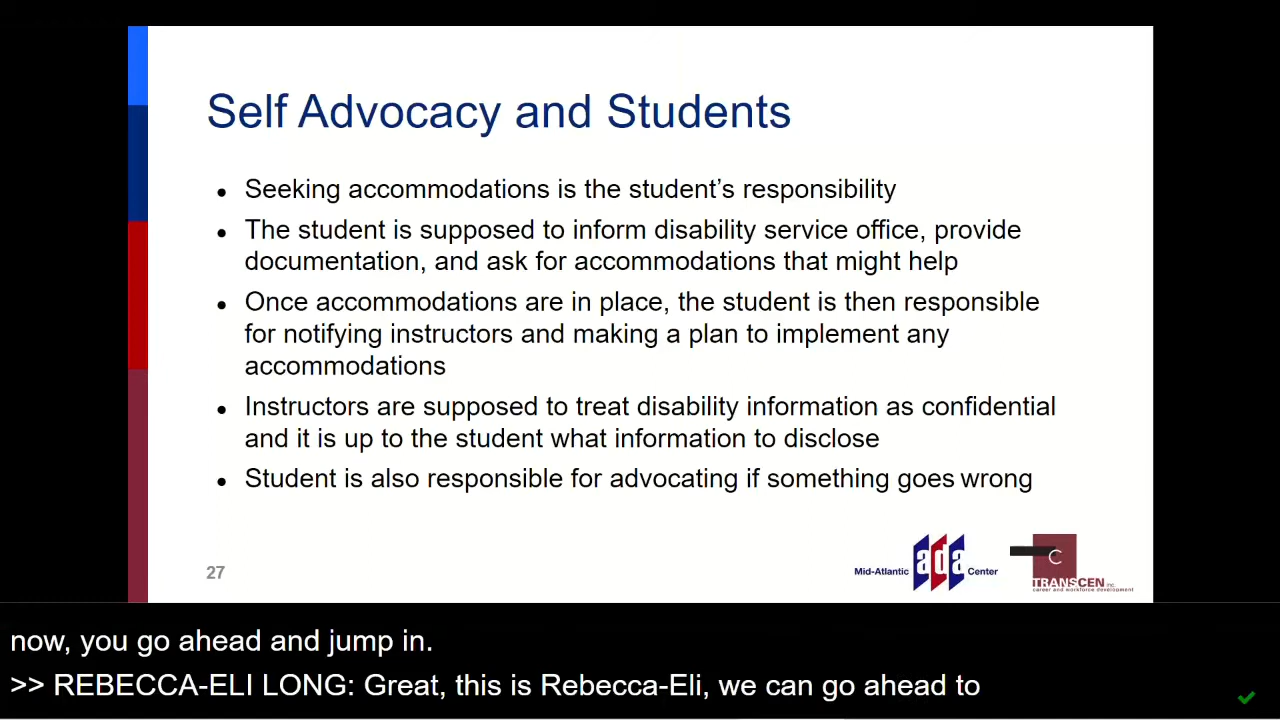 Self Advocacy and Students
● Seeking accommodations is the student's responsibility
● The student is supposed to inform disability service office, provide
documentation, and ask for accommodations that might help
● Once accommodations are in place, the student is then responsible
for notifying instructors and making a plan to implement any
accommodations
● Instructors are supposed to treat disability information as confidential
and it is up to the student what information to disclose
● Student is also responsible for advocating if something goes wrong
27
Mid-Atlantic ada Center
C
TRANSCEN inc.
career and workforce development
now, you go ahead and jump in.
>> REBECCA-ELI LONG: Great, this is Rebecca-Eli, we can go ahead to